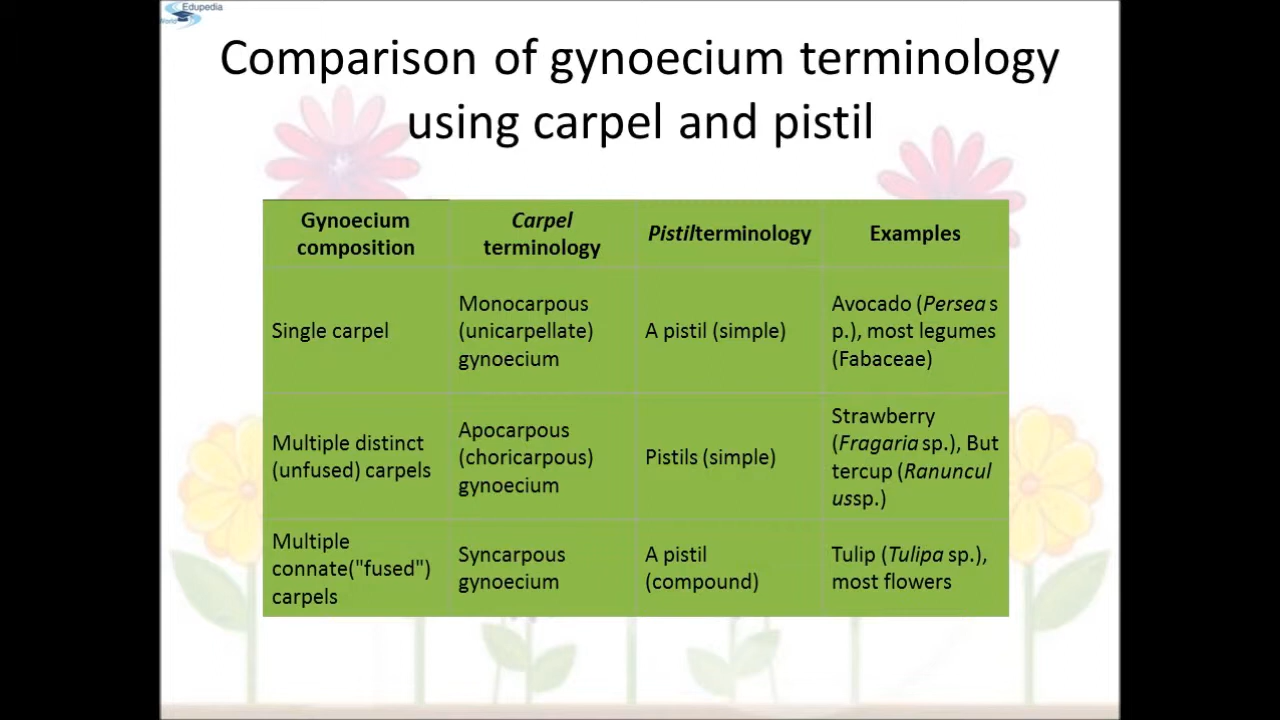 Edupedia
World
Comparison of gynoecium terminology
using carpel and pistil
Gynoecium
composition
Carpel
terminology
Pistilterminology
Examples
Single carpel
Monocarpous
(unicarpellate)
gynoecium
A pistil (simple)
Avocado (Persea s
p.), most legumes
(Fabaceae)
Multiple distinct
(unfused) carpels
Apocarpous
(choricarpous)
gynoecium
Pistils (simple)
Strawberry
(Fragaria sp.), But
tercup (Ranuncul
ussp.)
Multiple
connate("fused")
carpels
Syncarpous
gynoecium
A pistil
(compound)
Tulip (Tulipa sp.),
most flowers